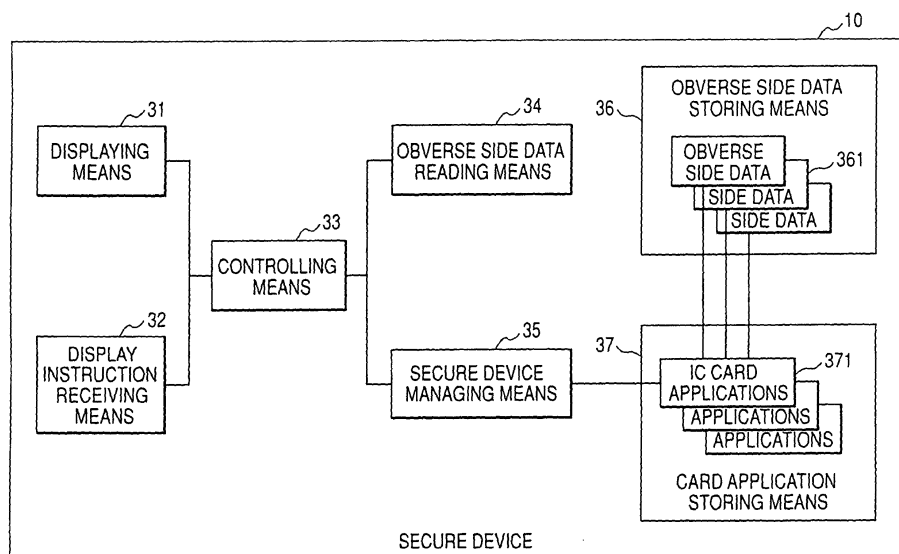 10
31
DISPLAYING
MEANS
34
OBVERSE SIDE DATA
READING MEANS
36
OBVERSE SIDE DATA
STORING MEANS
OBVERSE
SIDE DATA
361
SIDE DATA
SIDE DATA
33
CONTROLLING
MEANS
32
DISPLAY
INSTRUCTION
RECEIVING
MEANS
35
SECURE DEVICE
MANAGING MEANS
37
IC CARD
APPLICATIONS
371
APPLICATIONS
APPLICATIONS
CARD APPLICATION
STORING MEANS
SECURE DEVICE